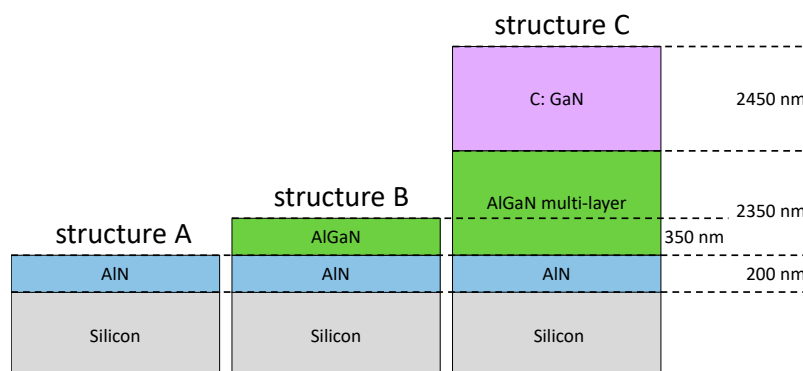 structure C
C: GaN
2450 nm
structure B
AlGaN multi-layer
2350 nm
structure A
AlGaN
350 nm
AlN
AlN
AlN
200 nm
Silicon
Silicon
Silicon